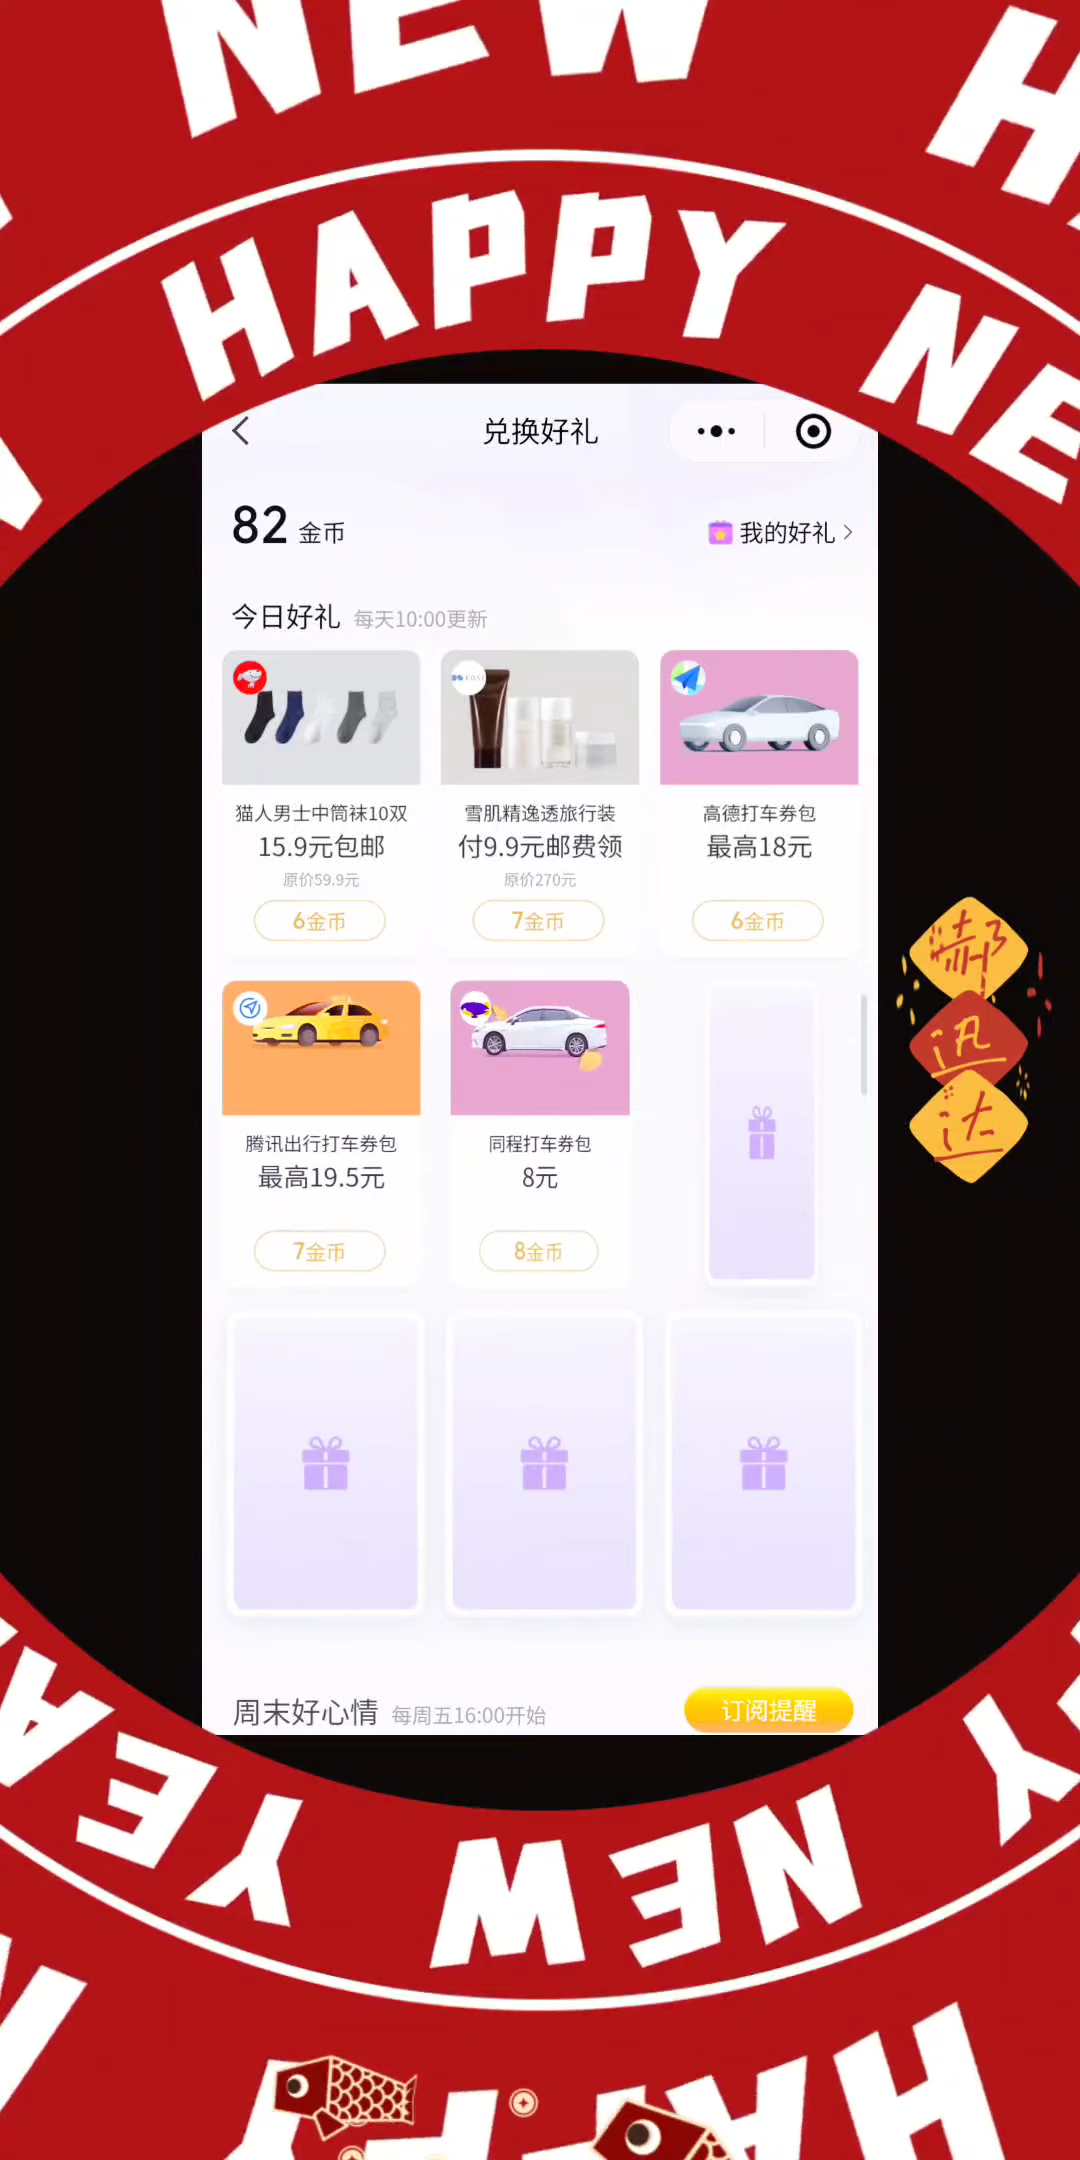 NEW H
HAPPY NE
兑换好礼
82 金币
我的好礼
今日好礼 每天10:00更新
猫人男士中筒袜10双
15.9元包邮
原价59.9元
6金币
雪肌精逸透旅行装
付9.9元邮费领
原价270元
7金币
高德打车券包
最高18元
6金币
郝
迅
达
腾讯出行打车券包
最高19.5元
7金币
同程打车券包
8元
8金币
周末好心情 每周五16:00开始
订阅提醒
NEW YEA